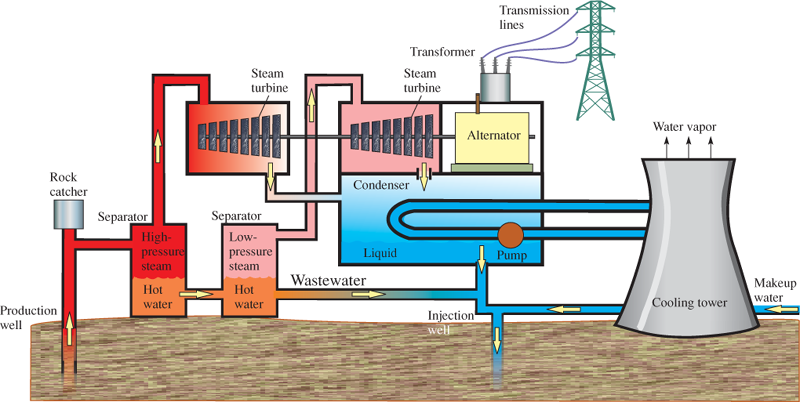 Transmission
lines
Transformer
Steam
turbine
Steam
turbine
Alternator
Water vapor
Rock
catcher
Condenser
Separator
Separator
High-
pressure
steam
Low-
pressure
steam
Liquid
Pump
Hot
water
Hot
water
Wastewater
Production
well
Injection
well
Cooling tower
Makeup
water